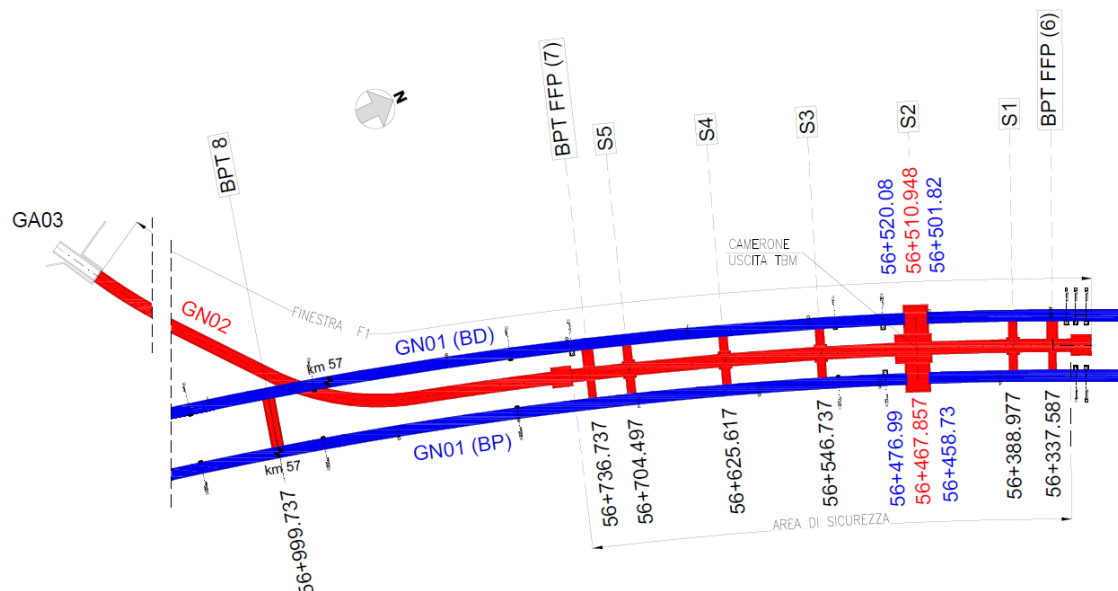 BPT 8
BPT FFP (7)
S5
S4
S3
S2
S1
BPT FFP (6)
N
GA03
56+520.08
56+510.948
56+501.82
CAMERONE
USCITA TBM
FINESTRA F1
GN02
GN01 (BD)
km 57
GN01 (BP)
km 57
56+999.737
56+736.737
56+704.497
56+625.617
56+546.737
56+476.99
56+467.857
56+458.73
56+388.977
56+337.587
AREA DI SICUREZZA